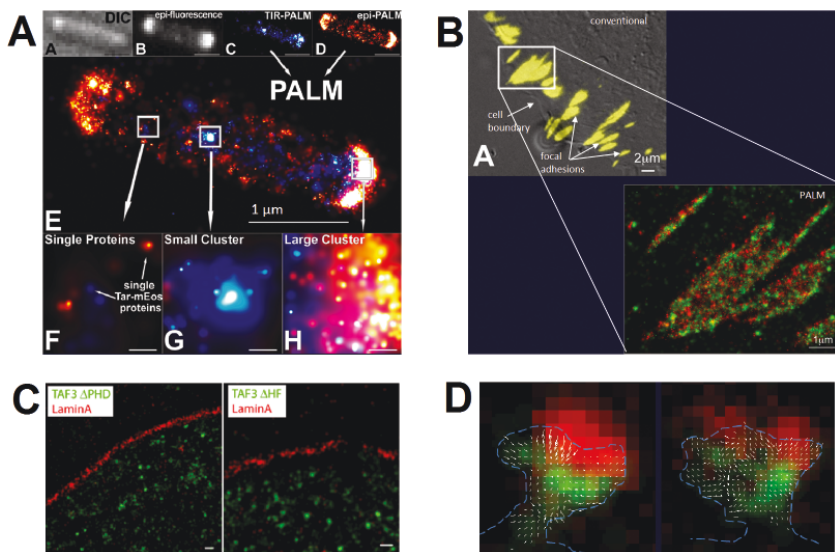 A
DIC
A
epi-fluorescence
B
TIR-PALM
C
epi-PALM
D
PALM
1 µm
E
Single Proteins
single
Tar-mEos
proteins
F
Small Cluster
G
Large Cluster
H
B
conventional
cell
boundary
A
focal
adhesions
2µm
PALM
1µm
C
TAF3 ΔPHD
LaminA
TAF3 ΔHF
LaminA
D